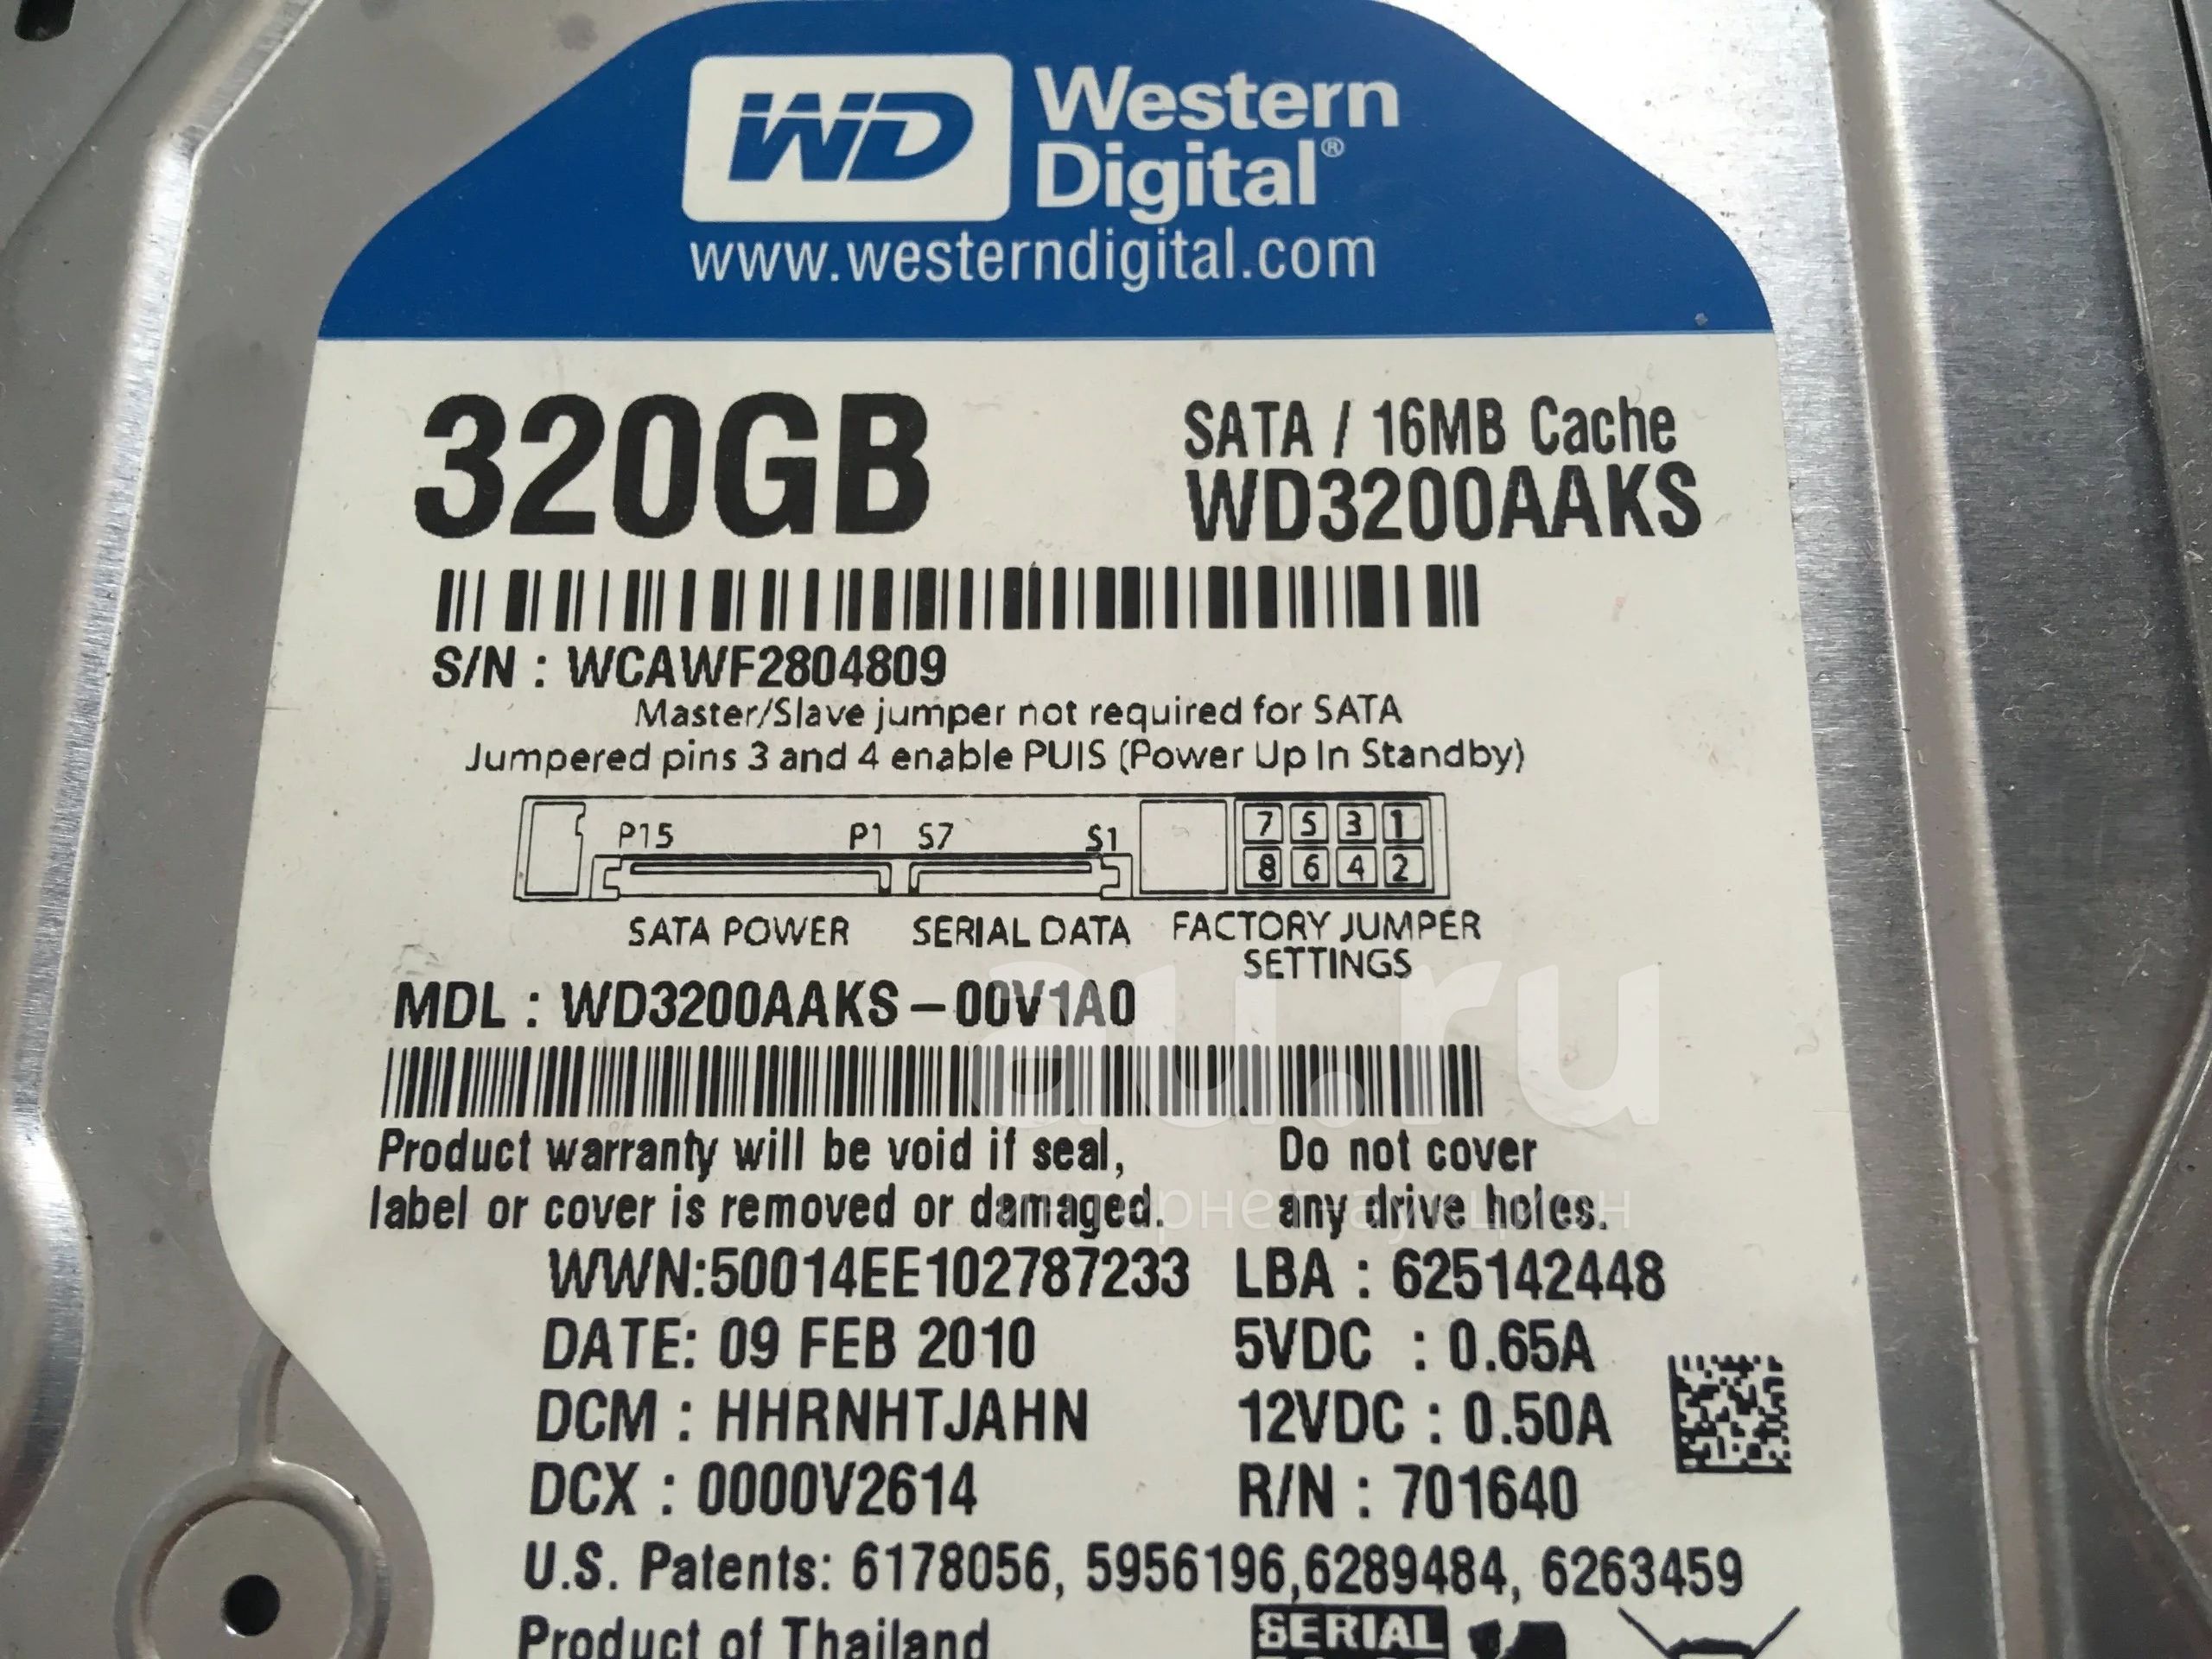 WD Western
Digital®
www.westerndigital.com
320GB
SATA / 16MB Cache
WD3200AAKS
S/N : WCAWF2804809
Master/Slave jumper not required for SATA
Jumpered pins 3 and 4 enable PUIS (Power Up In Standby)
P15 P1 S7 S1
7 5 3 1
8 6 4 2
SATA POWER SERIAL DATA FACTORY JUMPER
SETTINGS
MDL : WD3200AAKS – 00V1A0
au.ru
Product warranty will be void if seal,
label or cover is removed or damaged.
Do not cover
any drive holes.
интернет-аукцион
WWN:50014EE102787233 LBA : 625142448
DATE: 09 FEB 2010 5VDC : 0.65A
DCM : HHRNHTJAHN 12VDC : 0.50A
DCX : 0000V2614 R/N : 701640
U.S. Patents: 6178056, 5956196,6289484, 6263459
Product of Thailand
SERIAL